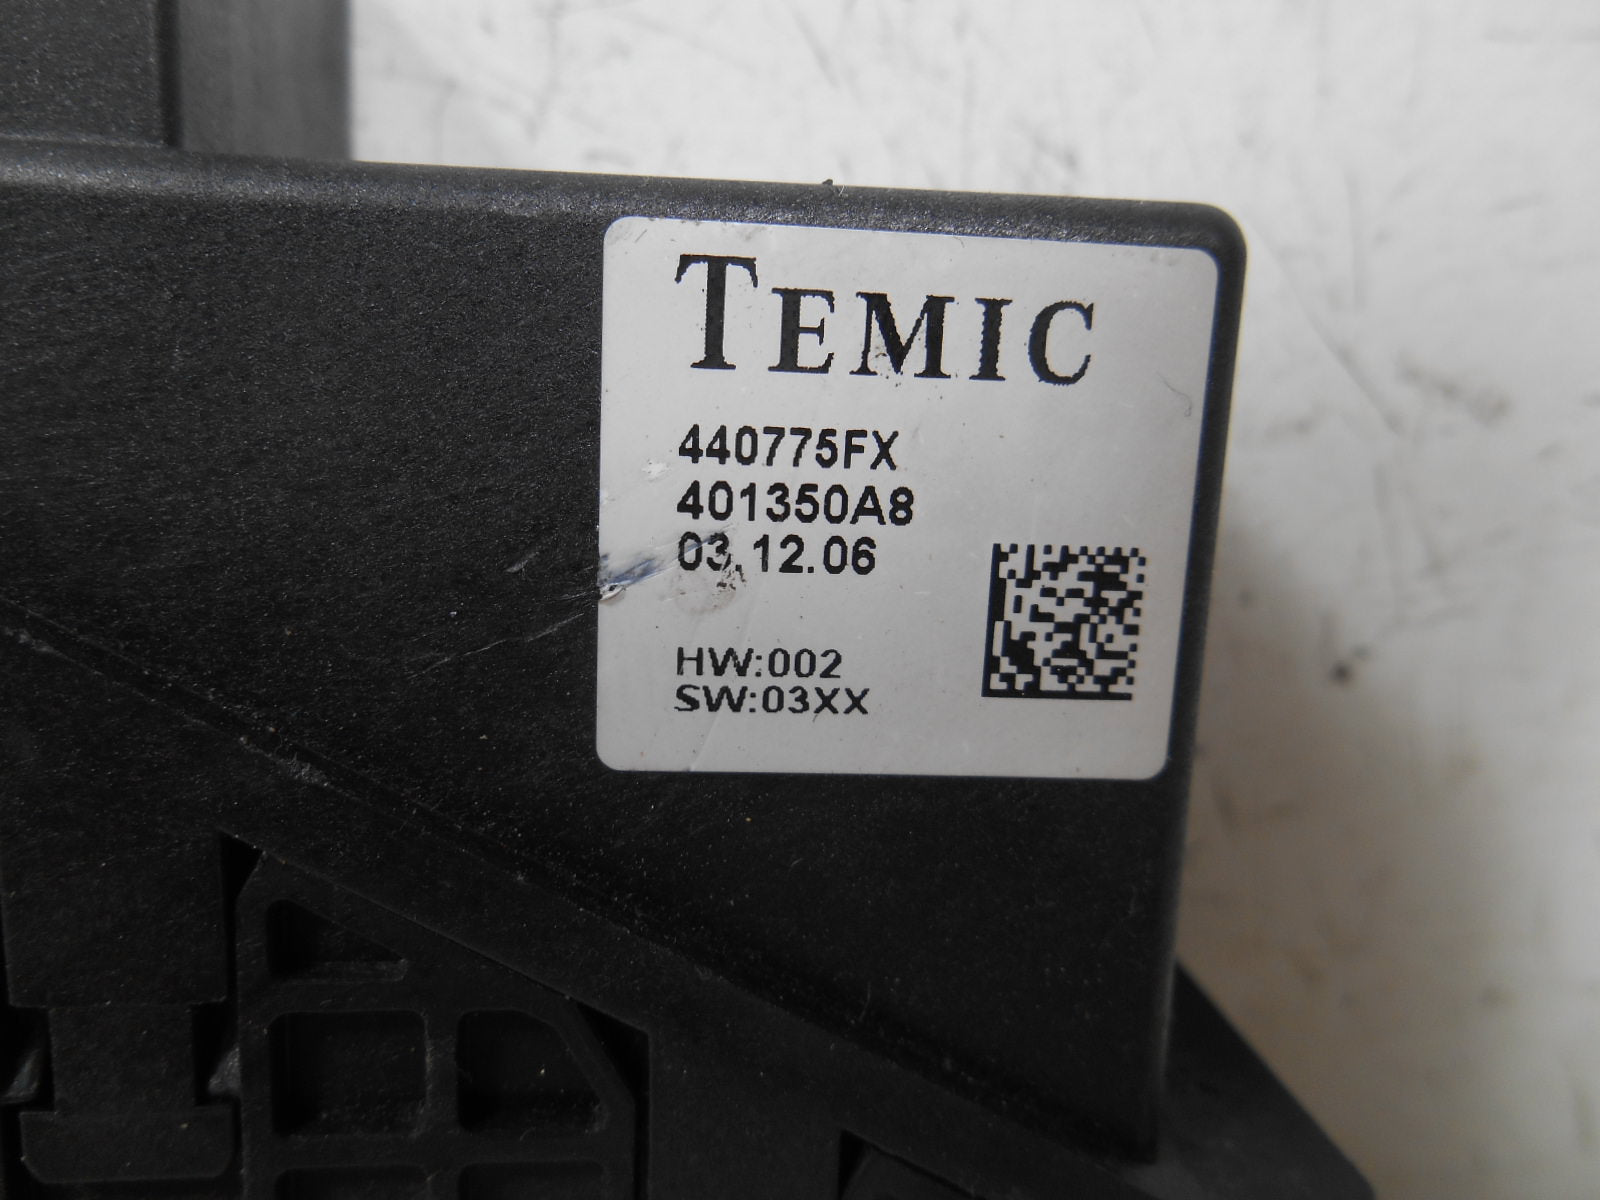 TEMIC
440775FX
401350A8
03.12.06
HW:002
SW:03XX